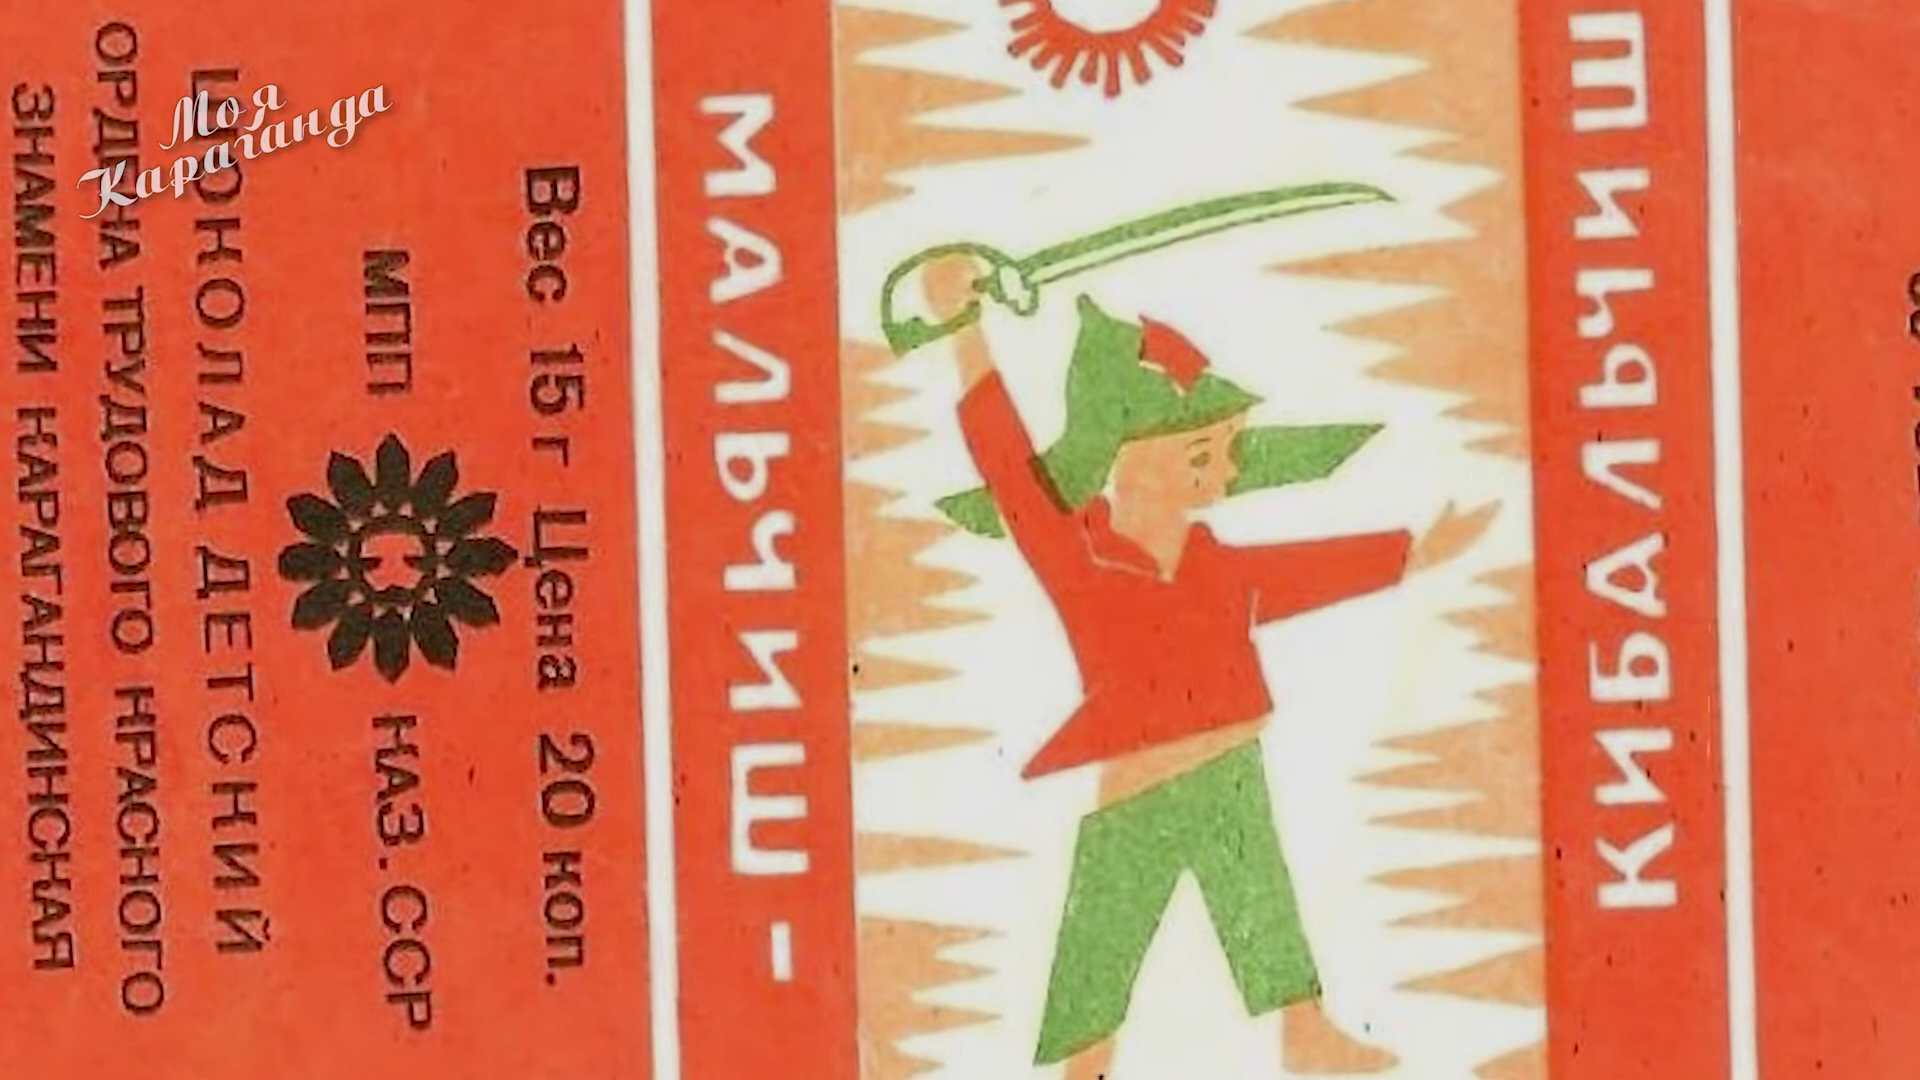 Моя
Караганда
МАЛЬЧИШ -
КИБАЛЬЧИШ
Вес 15 г Цена 20 коп.
МПП КАЗ. ССР
ШОКОЛАД ДЕТСКИЙ
ОРДЕНА ТРУДОВОГО КРАСНОГО
ЗНАМЕНИ КАРАГАНДИНСКАЯ